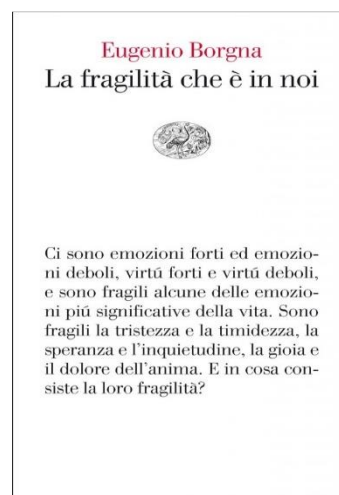 Eugenio Borgna
La fragilità che è in noi
Ci sono emozioni forti ed emozio-
ni deboli, virtú forti e virtú deboli,
e sono fragili alcune delle emozio-
ni piú significative della vita. Sono
fragili la tristezza e la timidezza, la
speranza e l'inquietudine, la gioia e
il dolore dell'anima. E in cosa con-
siste la loro fragilità?